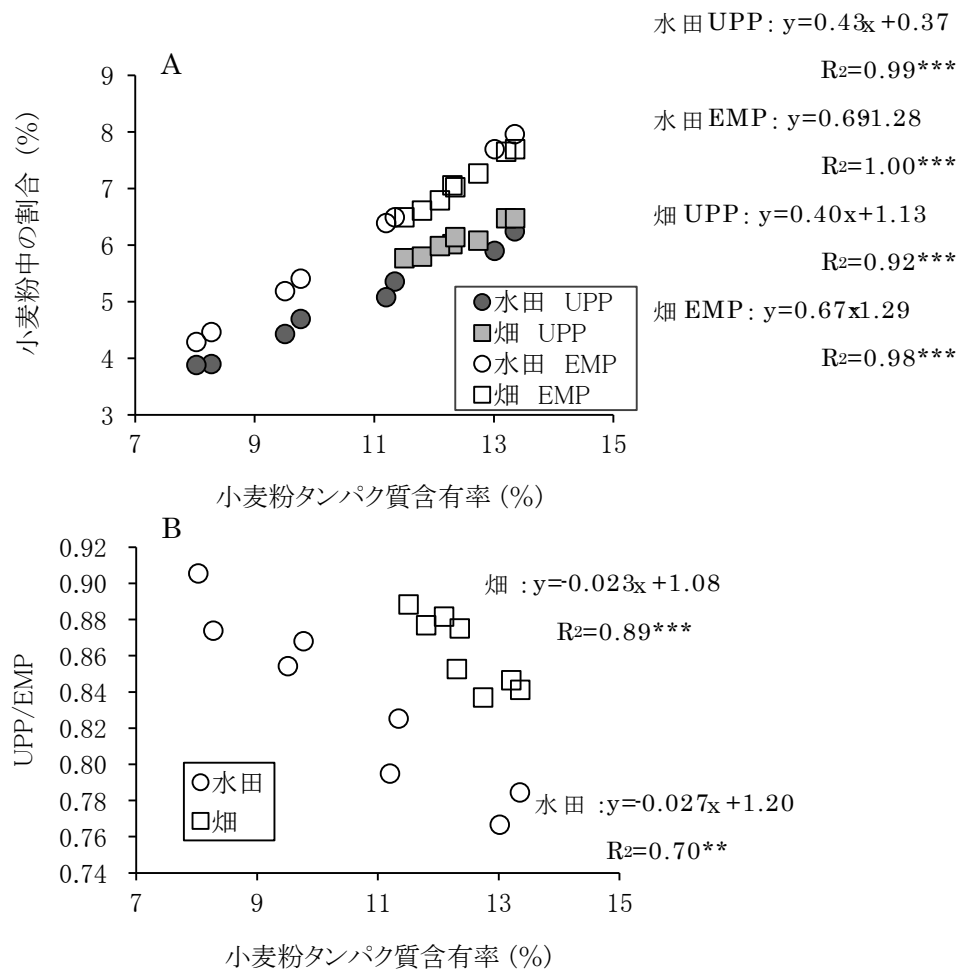 A
水田UPP: y=0.43x+0.37
R2=0.99***
水田EMP: y=0.691.28
R2=1.00***
畑UPP: y=0.40x+1.13
R2=0.92***
畑EMP: y=0.67x1.29
R2=0.98***
小麦粉中の割合 (%)
9
8
7
6
5
4
3
水田 UPP
畑 UPP
水田 EMP
畑 EMP
7 9 11 13 15
小麦粉タンパク質含有率 (%)
B
UPP/EMP
0.92
0.90
0.88
0.86
0.84
0.82
0.80
0.78
0.76
0.74
畑:y=-0.023x+1.08
R2=0.89***
水田
畑
水田:y=-0.027x+1.20
R2=0.70**
7 9 11 13 15
小麦粉タンパク質含有率 (%)